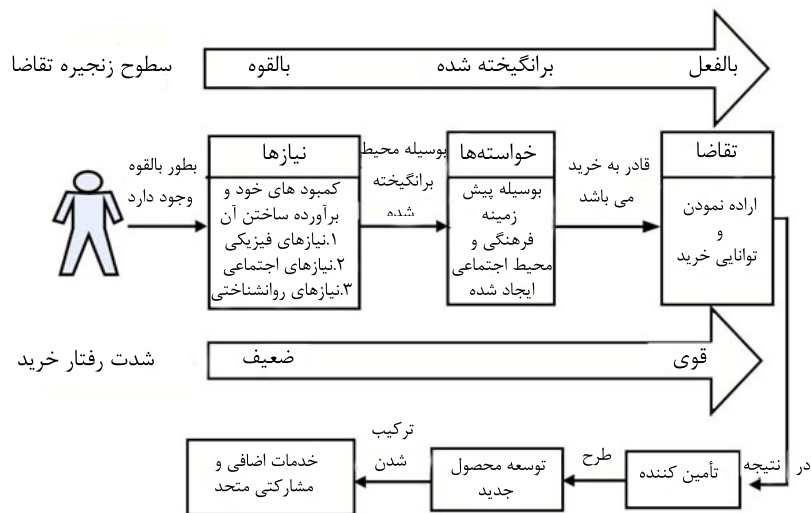 سطوح زنجیره تقاضا
بالقوه
برانگیخته شده
بالفعل
بطور بالقوه
وجود دارد
نیازها
کمبود های خود و
برآورده ساختن آن
۱.نیازهای فیزیکی
۲.نیازهای اجتماعی
۳.نیازهای روانشناختی
بوسیله محیط
برانگیخته
شده
خواسته‌ها
بوسیله پیش
زمینه
فرهنگی و
محیط اجتماعی
ایجاد شده
قادر به خرید
می باشد
تقاضا
اراده نمودن
و
توانایی خرید
شدت رفتار خرید
ضعیف
قوی
در نتیجه
تأمین کننده
طرح
توسعه محصول
جدید
ترکیب
شدن
خدمات اضافی و
مشارکتی متحد